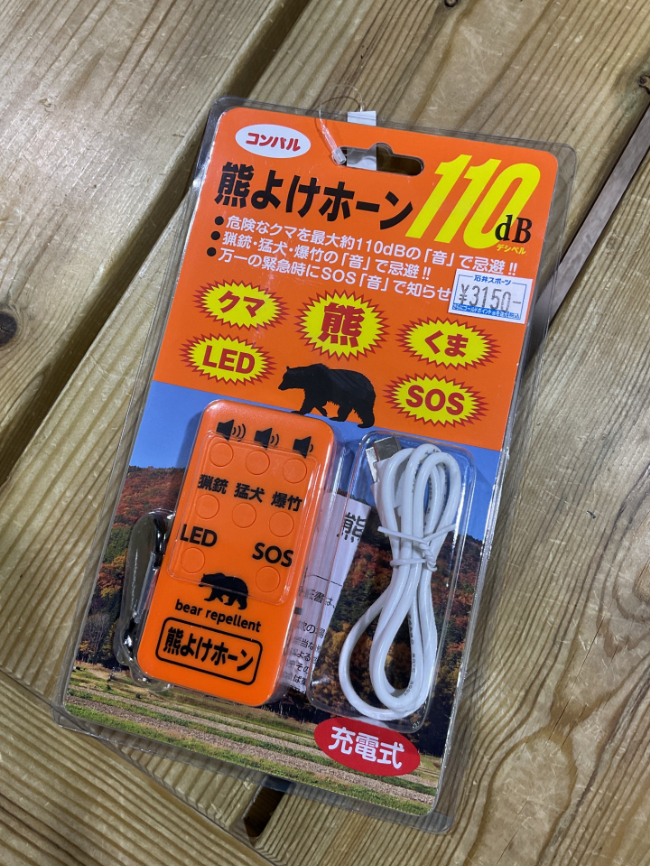 コンパル
熊よけホーン110dB
デシベル
●危険なクマを最大約110dBの「音」で忌避!!
●猟銃・猛犬・爆竹の「音」で忌避!!
●万一の緊急時にSOS「音」で知らせ
石井スポーツ
¥3150-
クマ 熊 くま
LED SOS
猟銃 猛犬 爆竹
LED SOS
bear repellent
熊よけホーン
熊
充電式